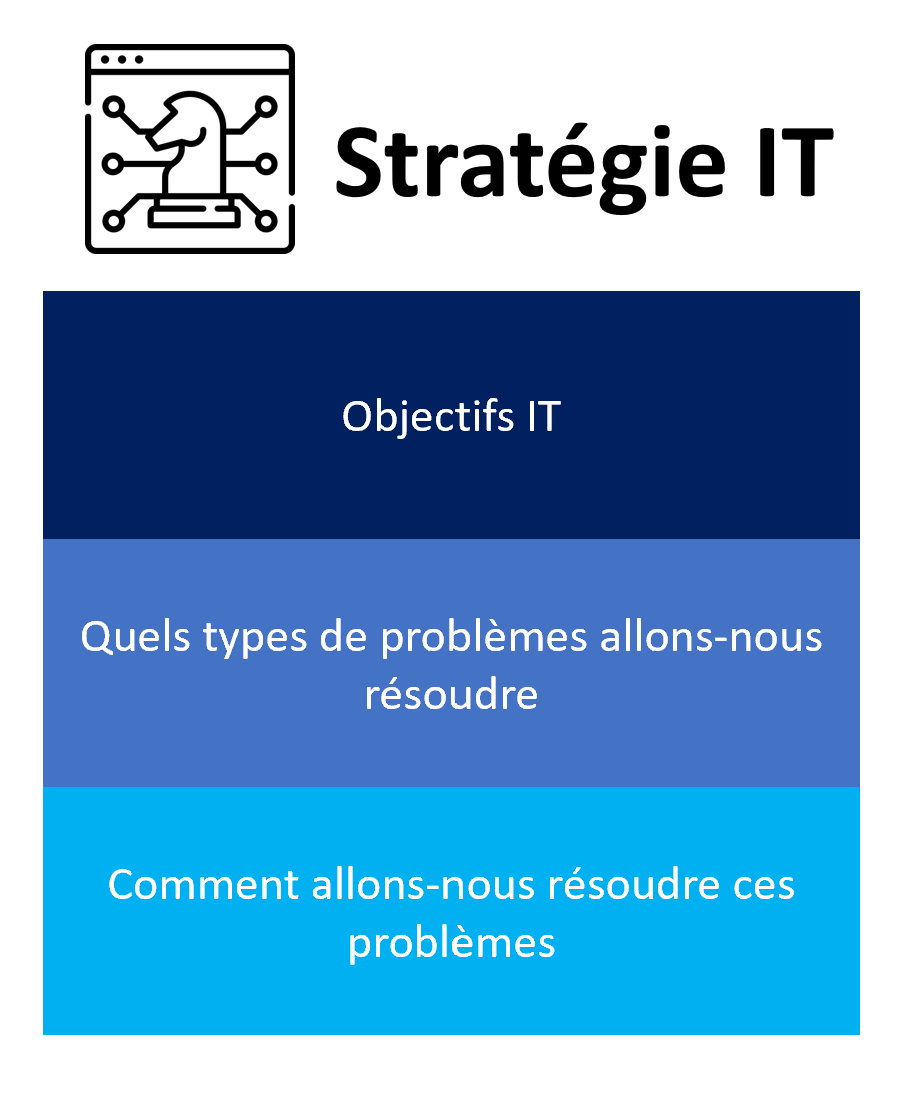 Stratégie IT
Objectifs IT
Quels types de problèmes allons-nous
résoudre
Comment allons-nous résoudre ces
problèmes